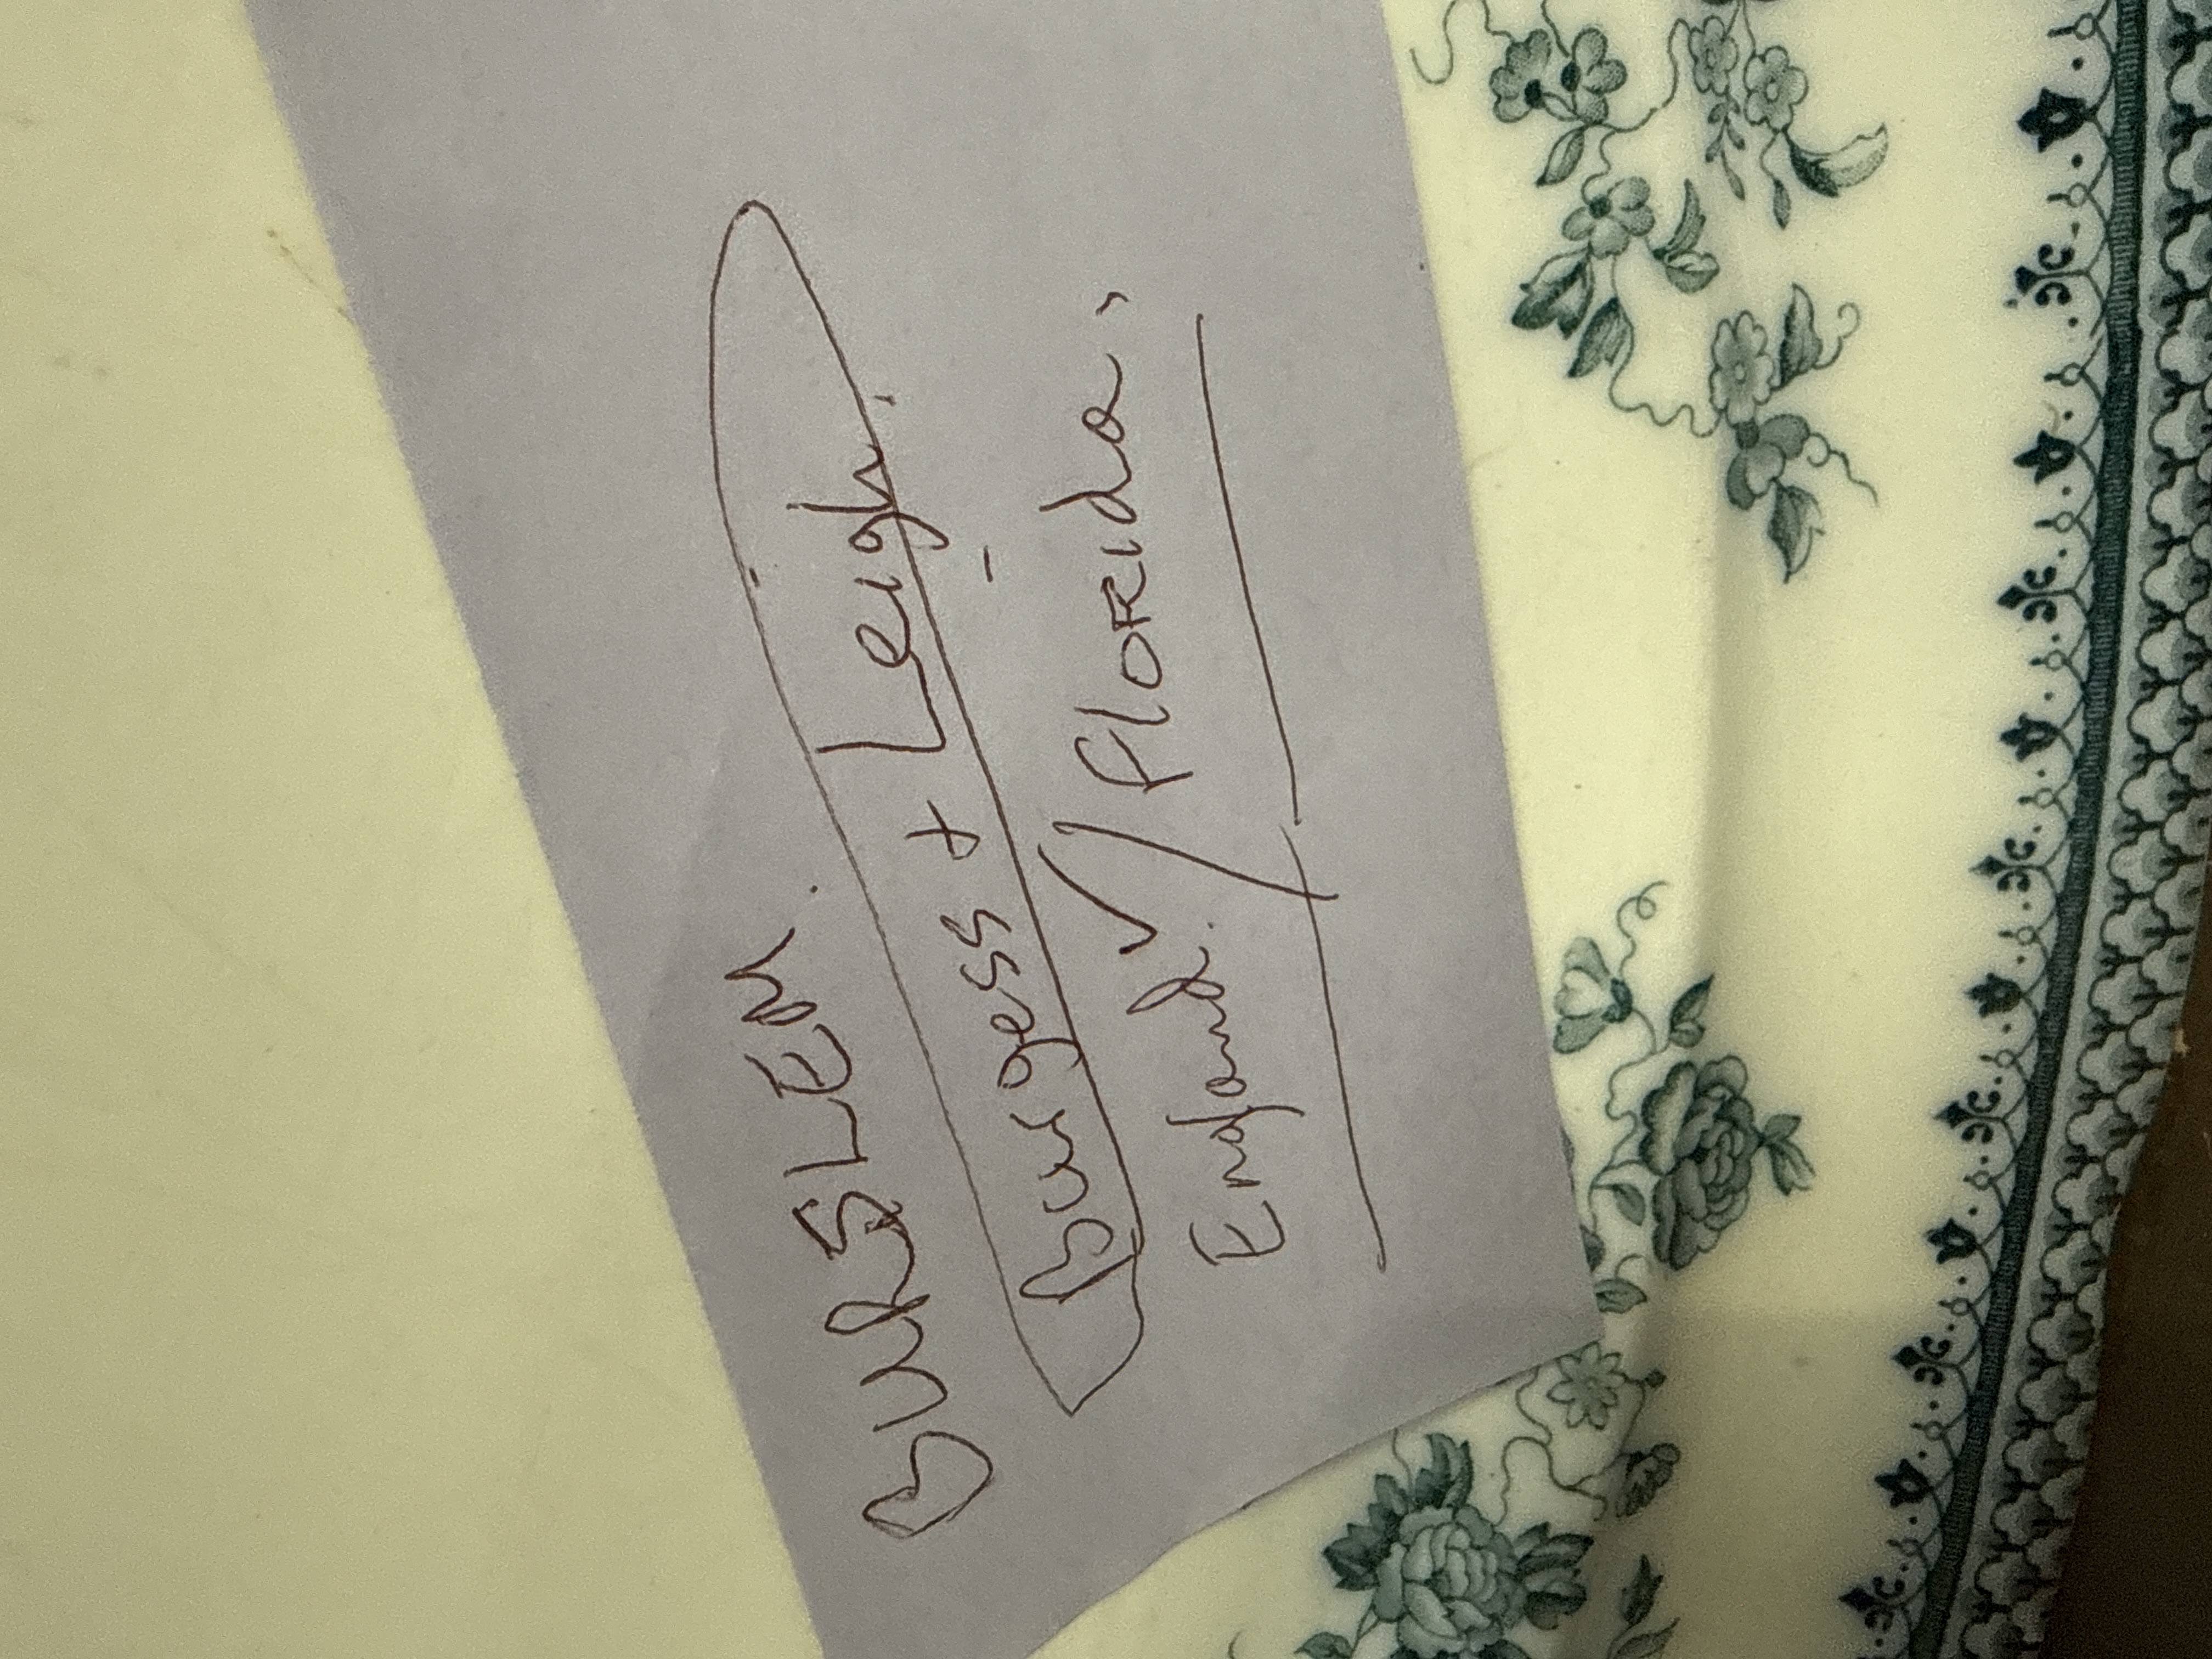 BURSLEM.
Burgess + Leigh.
England. / Florida.